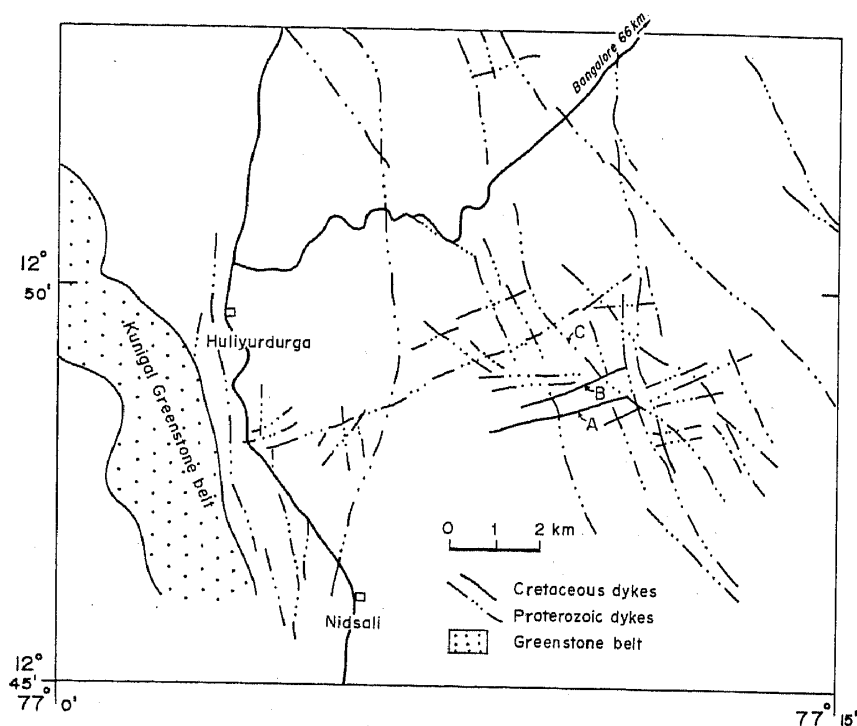 Bangalore 66 km.
12°
50'
Huliyurdurga
Kunigal Greenstone belt
C
B
A
0 1 2 km
Cretaceous dykes
Proterozoic dykes
Greenstone belt
Nidsali
12°
45'
77° 0'
77° 15'